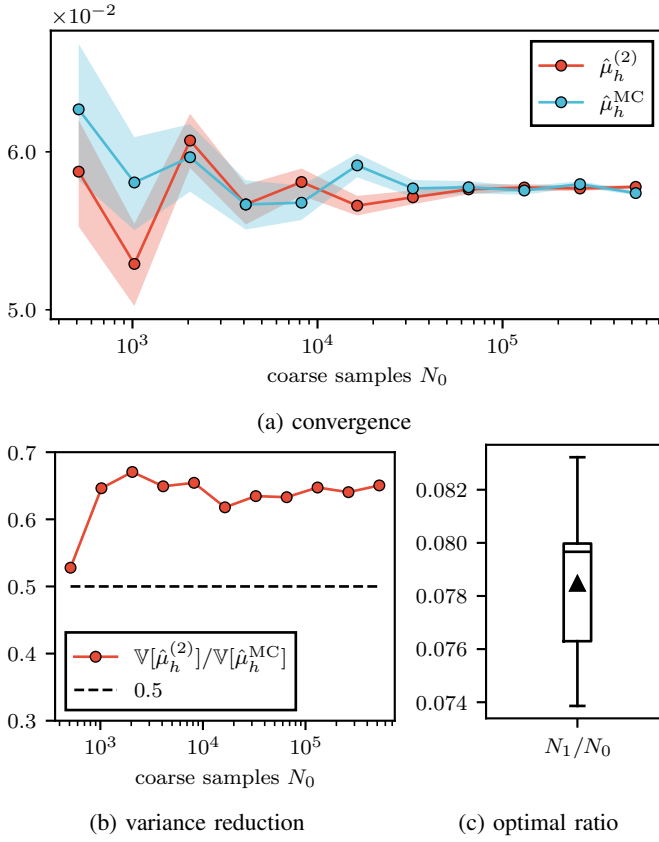 ×10⁻²
μ̂ₕ⁽²⁾
μ̂ₕᴹᶜ
6.0
5.0
10³ 10⁴ 10⁵
coarse samples N₀
(a) convergence
0.7
0.6
0.5
0.4
0.3
𝕍[μ̂ₕ⁽²⁾]/𝕍[μ̂ₕᴹᶜ]
0.5
10³ 10⁴ 10⁵
coarse samples N₀
(b) variance reduction
0.082
0.080
0.078
0.076
0.074
N₁/N₀
(c) optimal ratio